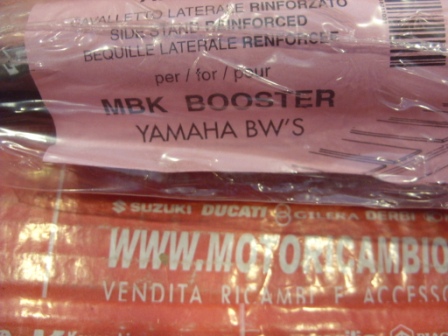 CAVALLETTO LATERALE RINFORZATO
SIDE STAND REINFORCED
BEQUILLE LATERALE RENFORCEE
per / for / pour
MBK BOOSTER
YAMAHA BW'S
SUZUKI DUCATI GILERA DERBI
WWW.MOTORICAMBIO
VENDITA RICAMBI E ACCESSO